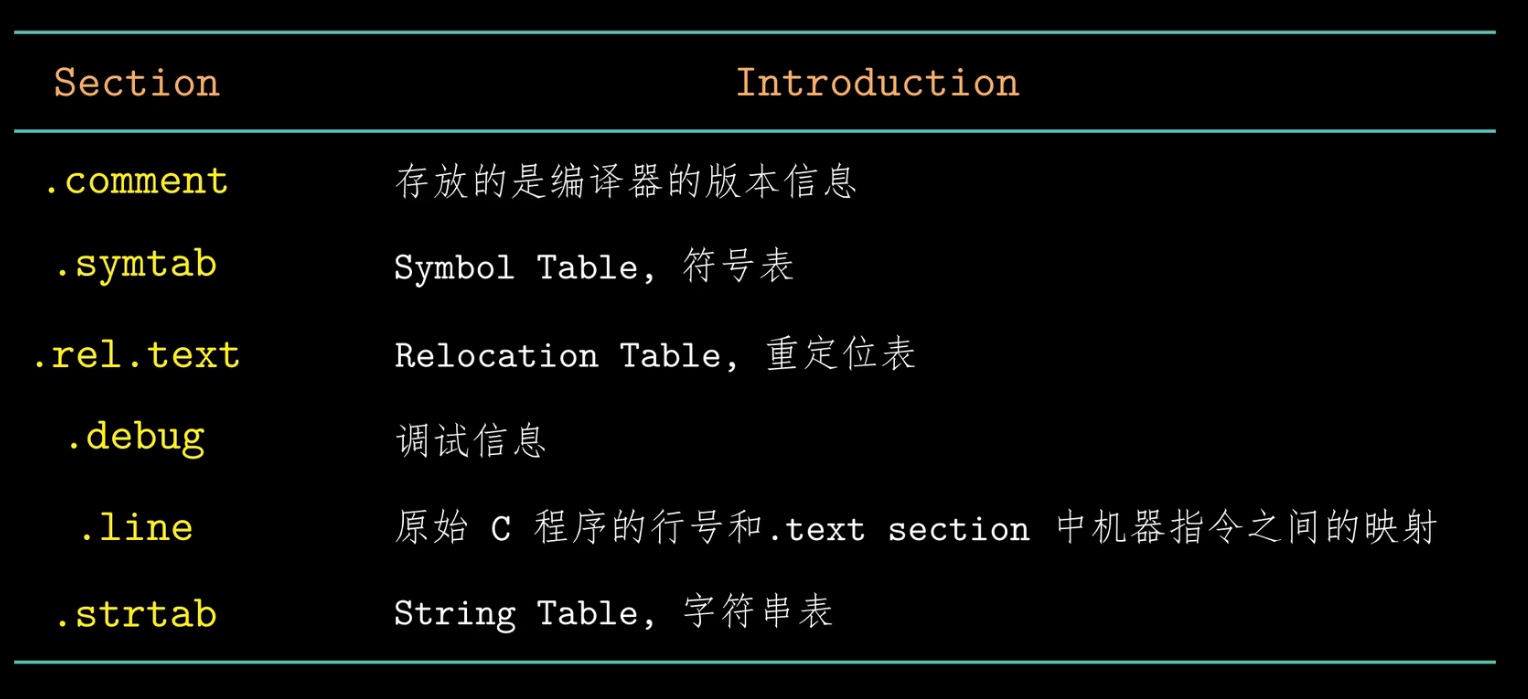 Section Introduction
.comment 存放的是编译器的版本信息
.symtab Symbol Table, 符号表
.rel.text Relocation Table, 重定位表
.debug 调试信息
.line 原始 C 程序的行号和.text section 中机器指令之间的映射
.strtab String Table, 字符串表